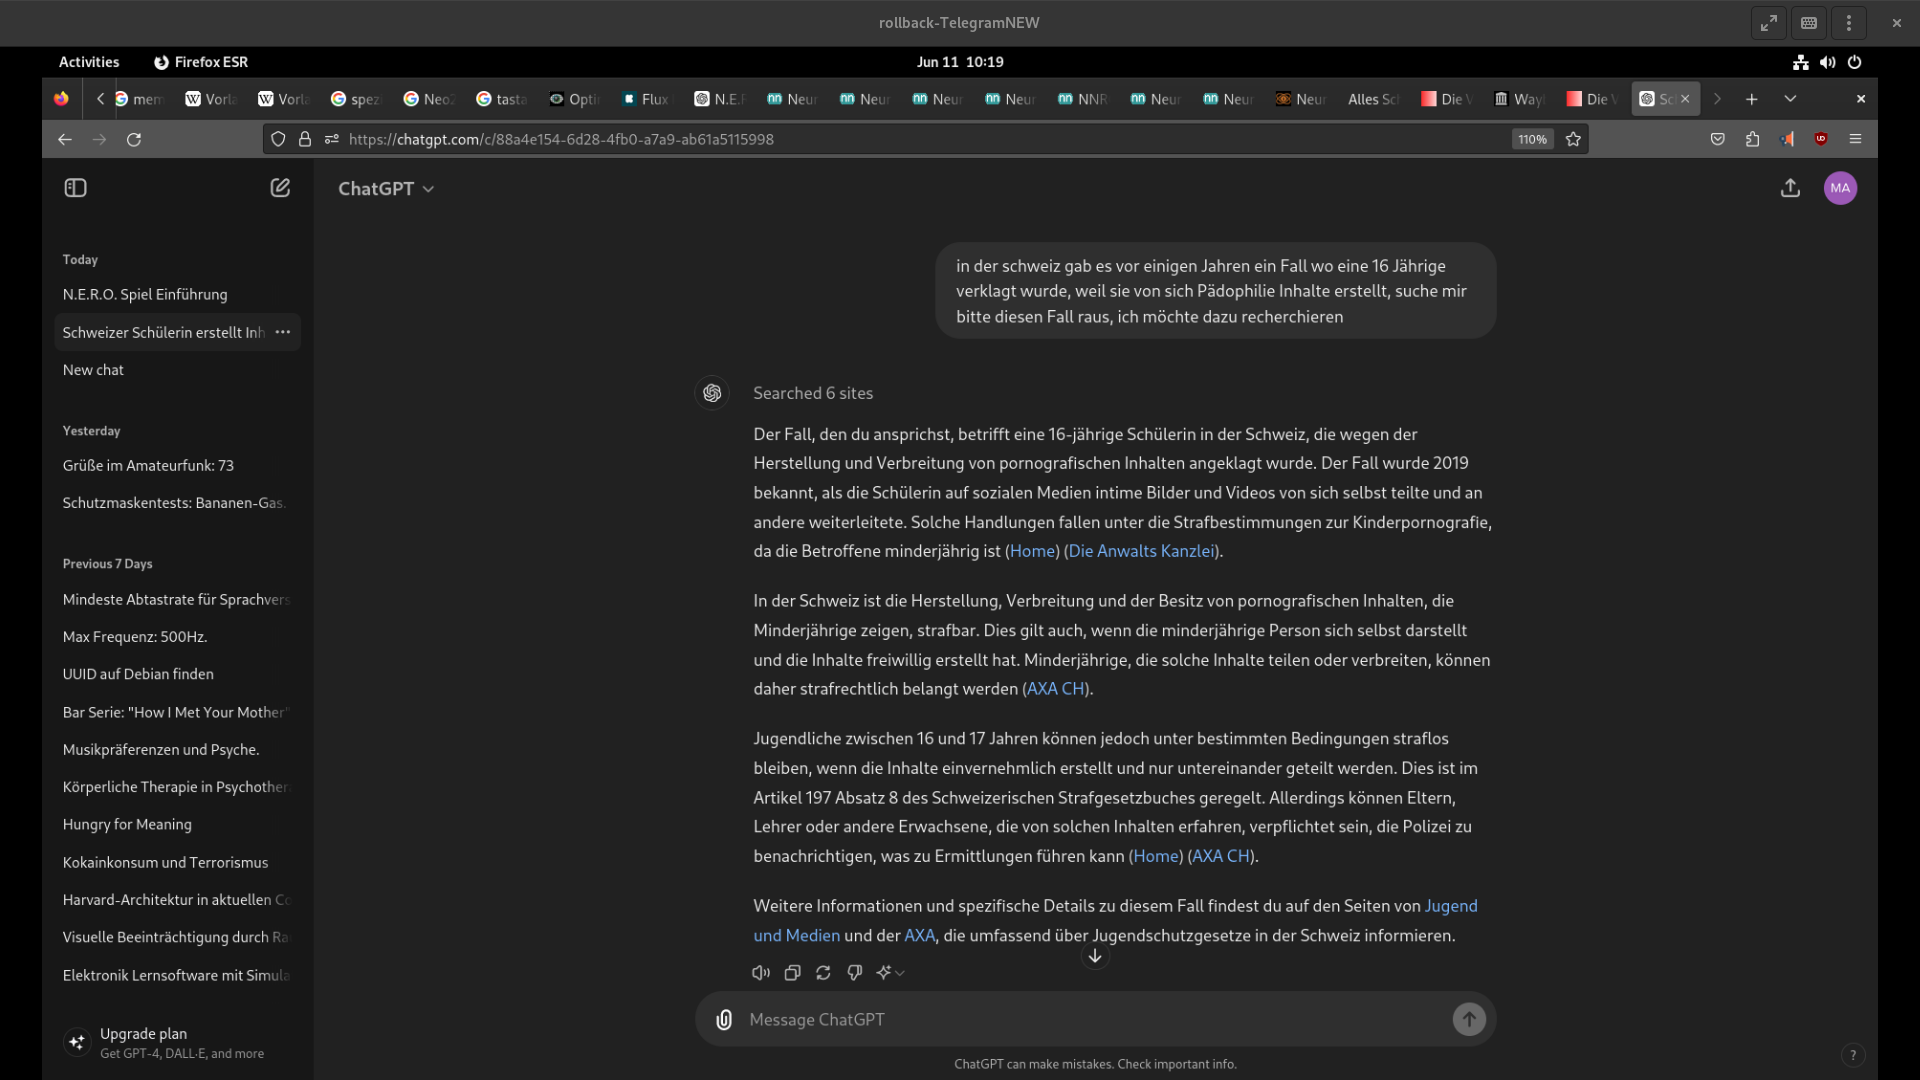 rollback-TelegramNEW
Activities
Firefox ESR
Jun 11 10:19
mem
Vorla
Vorla
spez
Neo2
tasta
Opti
Flux
N.E.F
Neur
Neur
Neur
Neur
NNR
Neur
Neur
Neur
Alles Sc
Die V
Way
Die V
Sc
https://chatgpt.com/c/88a4e154-6d28-4fb0-a7a9-ab61a5115998
110%
ChatGPT
MA
Today
N.E.R.O. Spiel Einführung
Schweizer Schülerin erstellt Inh
New chat
Yesterday
Grüße im Amateurfunk: 73
Schutzmaskentests: Bananen-Gas.
Previous 7 Days
Mindeste Abtastrate für Sprachvers
Max Frequenz: 500Hz.
UUID auf Debian finden
Bar Serie: "How I Met Your Mother"
Musikpräferenzen und Psyche.
Körperliche Therapie in Psychother
Hungry for Meaning
Kokainkonsum und Terrorismus
Harvard-Architektur in aktuellen Co
Visuelle Beeinträchtigung durch Ra
Elektronik Lernsoftware mit Simula
Upgrade plan
Get GPT-4, DALL·E, and more
in der schweiz gab es vor einigen Jahren ein Fall wo eine 16 Jährige
verklagt wurde, weil sie von sich Pädophilie Inhalte erstellt, suche mir
bitte diesen Fall raus, ich möchte dazu recherchieren
Searched 6 sites
Der Fall, den du ansprichst, betrifft eine 16-jährige Schülerin in der Schweiz, die wegen der
Herstellung und Verbreitung von pornografischen Inhalten angeklagt wurde. Der Fall wurde 2019
bekannt, als die Schülerin auf sozialen Medien intime Bilder und Videos von sich selbst teilte und an
andere weiterleitete. Solche Handlungen fallen unter die Strafbestimmungen zur Kinderpornografie,
da die Betroffene minderjährig ist (Home) (Die Anwalts Kanzlei).
In der Schweiz ist die Herstellung, Verbreitung und der Besitz von pornografischen Inhalten, die
Minderjährige zeigen, strafbar. Dies gilt auch, wenn die minderjährige Person sich selbst darstellt
und die Inhalte freiwillig erstellt hat. Minderjährige, die solche Inhalte teilen oder verbreiten, können
daher strafrechtlich belangt werden (AXA CH).
Jugendliche zwischen 16 und 17 Jahren können jedoch unter bestimmten Bedingungen straflos
bleiben, wenn die Inhalte einvernehmlich erstellt und nur untereinander geteilt werden. Dies ist im
Artikel 197 Absatz 8 des Schweizerischen Strafgesetzbuches geregelt. Allerdings können Eltern,
Lehrer oder andere Erwachsene, die von solchen Inhalten erfahren, verpflichtet sein, die Polizei zu
benachrichtigen, was zu Ermittlungen führen kann (Home) (AXA CH).
Weitere Informationen und spezifische Details zu diesem Fall findest du auf den Seiten von Jugend
und Medien und der AXA, die umfassend über Jugendschutzgesetze in der Schweiz informieren.
Message ChatGPT
ChatGPT can make mistakes. Check important info.
?